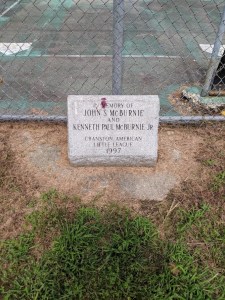 IN MEMORY OF
JOHN S. MCBURNIE
AND
KENNETH PAUL MCBURNIE, JR.
CRANSTON AMERICAN
LITTLE LEAGUE
1997